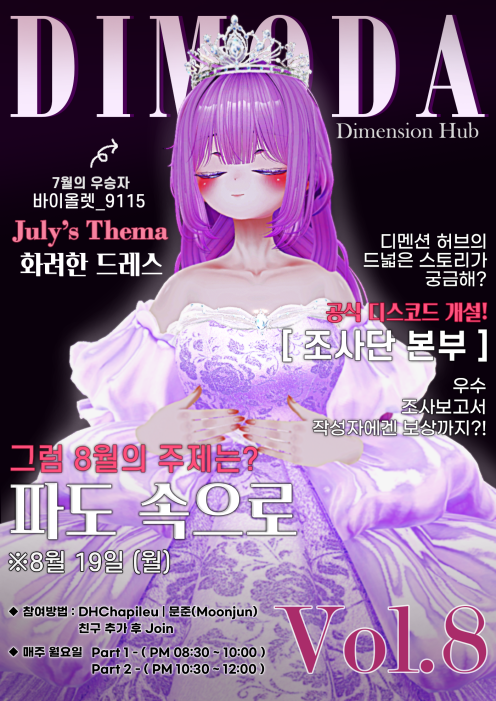 DIMODA
Dimension Hub
7월의 우승자
바이올렛_9115
July's Thema
화려한 드레스
디멘션 허브의
드넓은 스토리가
궁금해?
공식 디스코드 개설!
[ 조사단 본부 ]
우수
조사보고서
작성자에겐 보상까지?!
그럼 8월의 주제는?
파도 속으로
※8월 19일 (월)
◆ 참여방법 : DHChapileu | 문준(Moonjun)
친구 추가 후 Join
◆ 매주 월요일 Part 1 - ( PM 08:30 ~ 10:00 )
Part 2 - ( PM 10:30 ~ 12:00 )
Vol.8